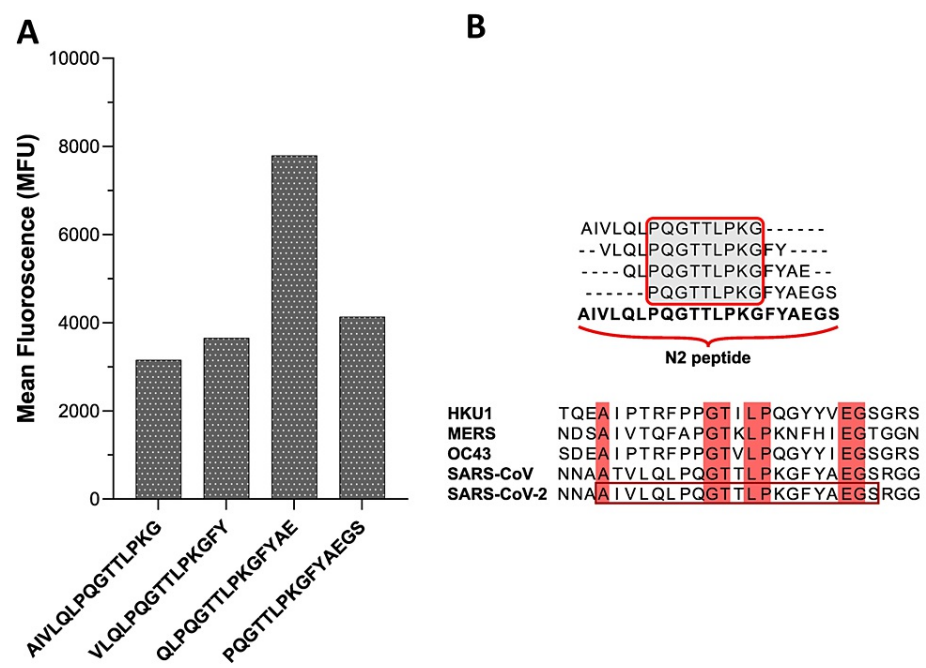 A
Mean Fluoroscence (MFU)
10000
8000
6000
4000
2000
0
AIVLQLPQGTTLPKG
VLQLPQGTTLPKGFY
QLPQGTTLPKGFYAE
PQGTTLPKGFYAEGS
B
AIVLQLPQGTTLPKG------
--VLQLPQGTTLPKGFY----
----QLPQGTTLPKGFYAE--
------PQGTTLPKGFYAEGS
AIVLQLPQGTTLPKGFYAEGS
N2 peptide
HKU1 TQEAIPTRFPPGTILPQGYYVEGSGRS
MERS NDSAIVTQFAPGTKLPKNFHIEGTGGN
OC43 SDEAIPTRFPPGTVLPQGYYIEGSGRS
SARS-CoV NNAATVLQLPQGTTLPKGFYAEGSRGG
SARS-CoV-2 NNAAIVLQLPQGTTLPKGFYAEGSRGG